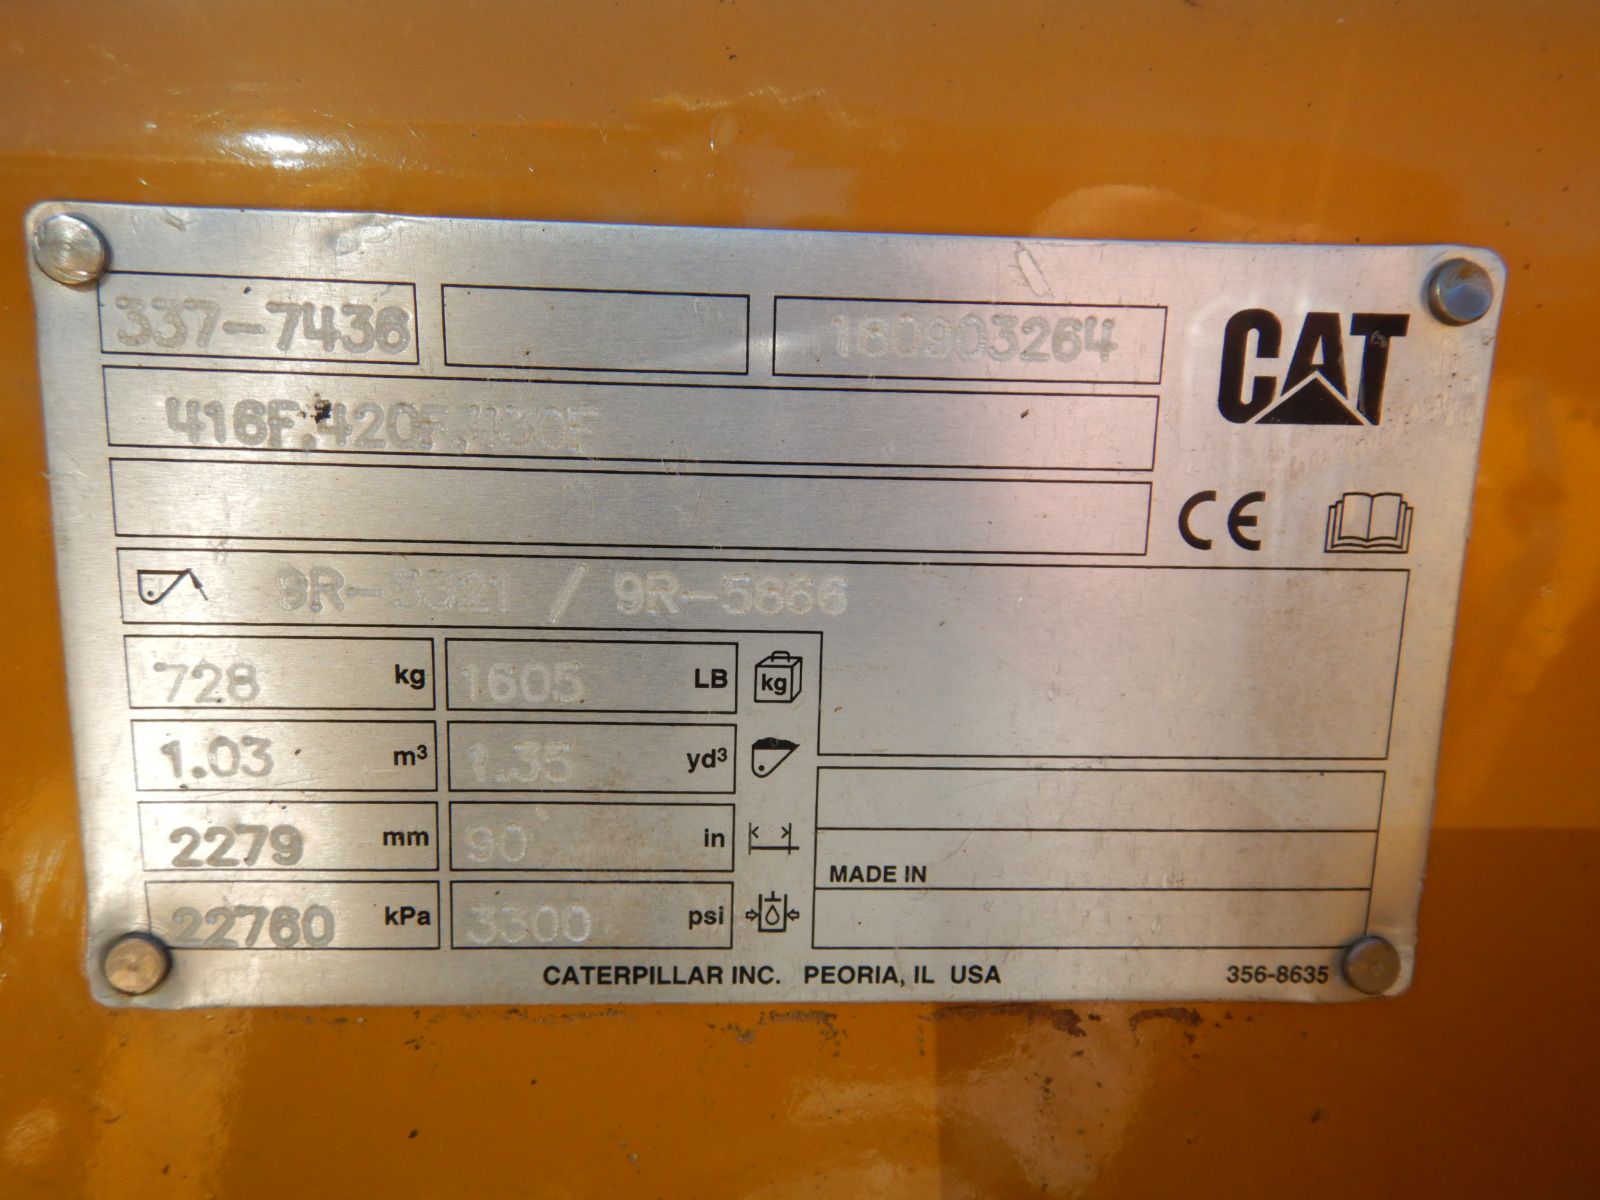 337-7436 160903264
CAT
416F,420F,430F
CE
9R-5321 / 9R-5866
728 kg 1605 LB kg
1.03 m³ 1.35 yd³
2279 mm 90 in
MADE IN
22760 kPa 3300 psi
CATERPILLAR INC. PEORIA, IL USA 356-8635